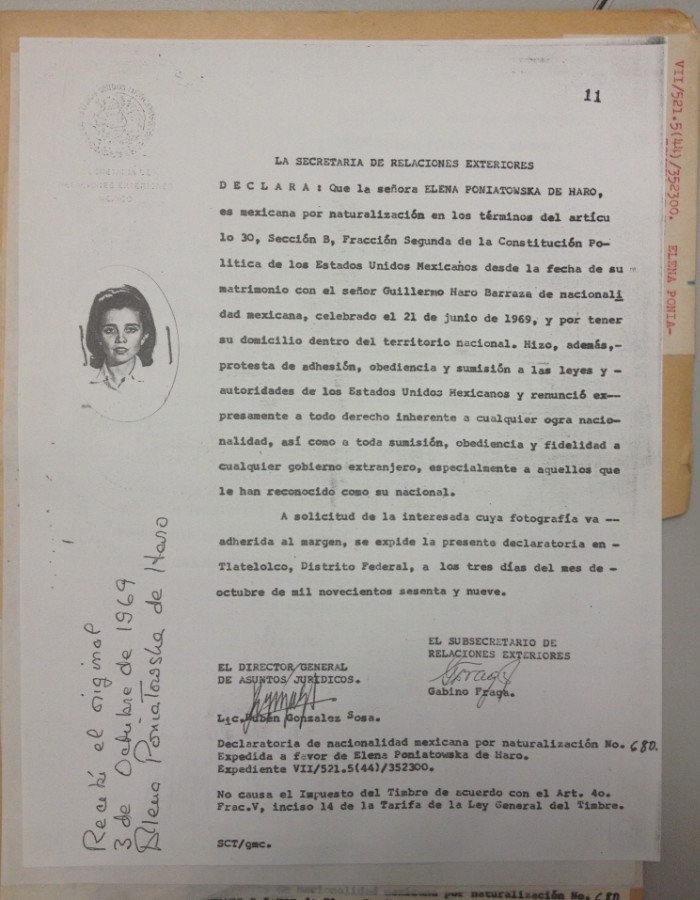 11
LA SECRETARIA DE RELACIONES EXTERIORES
D E C L A R A : Que la señora ELENA PONIATOWSKA DE HARO,
es mexicana por naturalización en los términos del artícu
lo 30, Sección B, Fracción Segunda de la Constitución Po-
lítica de los Estados Unidos Mexicanos desde la fecha de su
matrimonio con el señor Guillermo Haro Barraza de nacionali
dad mexicana, celebrado el 21 de junio de 1969, y por tener
su domicilio dentro del territorio nacional. Hizo, además,-
protesta de adhesión, obediencia y sumisión a las leyes y -
autoridades de los Estados Unidos Mexicanos y renunció ex--
presamente a todo derecho inherente a cualquier ogra nacio-
nalidad, así como a toda sumisión, obediencia y fidelidad a
cualquier gobierno extranjero, especialmente a aquellos que
le han reconocido como su nacional.
A solicitud de la interesada cuya fotografía va --
adherida al margen, se expide la presente declaratoria en -
Tlatelolco, Distrito Federal, a los tres días del mes de -
octubre de mil novecientos sesenta y nueve.
EL SUBSECRETARIO DE
RELACIONES EXTERIORES
Gabino Fraga.
EL DIRECTOR GENERAL
DE ASUNTOS JURIDICOS.
Lic. Rubén Gonzalez Sosa.
Declaratoria de nacionalidad mexicana por naturalización No. 680.
Expedida a favor de Elena Poniatowska de Haro.
Expediente VII/521.5(44)/352300.
No causa el Impuesto del Timbre de acuerdo con el Art. 4o.
Frac.V, inciso 14 de la Tarifa de la Ley General del Timbre.
SCT/gmc.
Recibí el original
3 de Octubre de 1969
Elena Poniatowska de Haro
VII/521.5(44)/352300. ELENA PONIA-
mexicana por naturalización No. 680